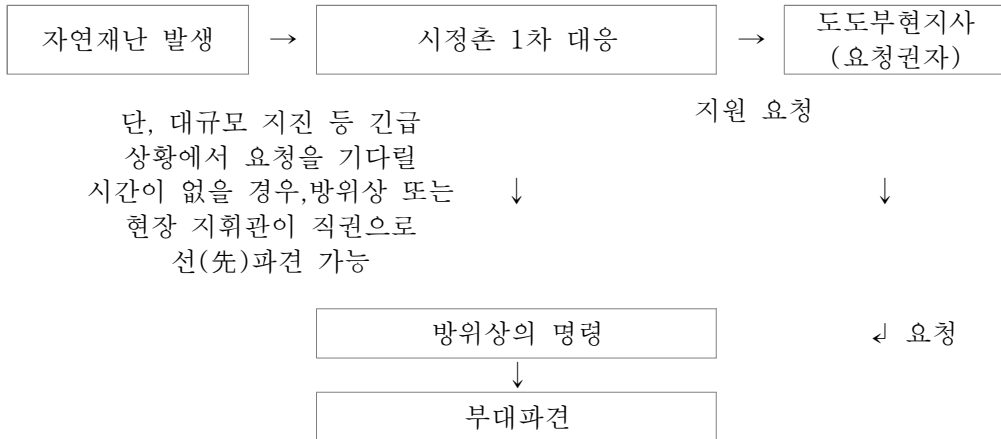 자연재난 발생 → 시정촌 1차 대응 → 도도부현지사
(요청권자)
지원 요청
단, 대규모 지진 등 긴급
상황에서 요청을 기다릴
시간이 없을 경우,방위상 또는 ↓ ↓
현장 지휘관이 직권으로
선(先)파견 가능
방위상의 명령 ↲ 요청
↓
부대파견